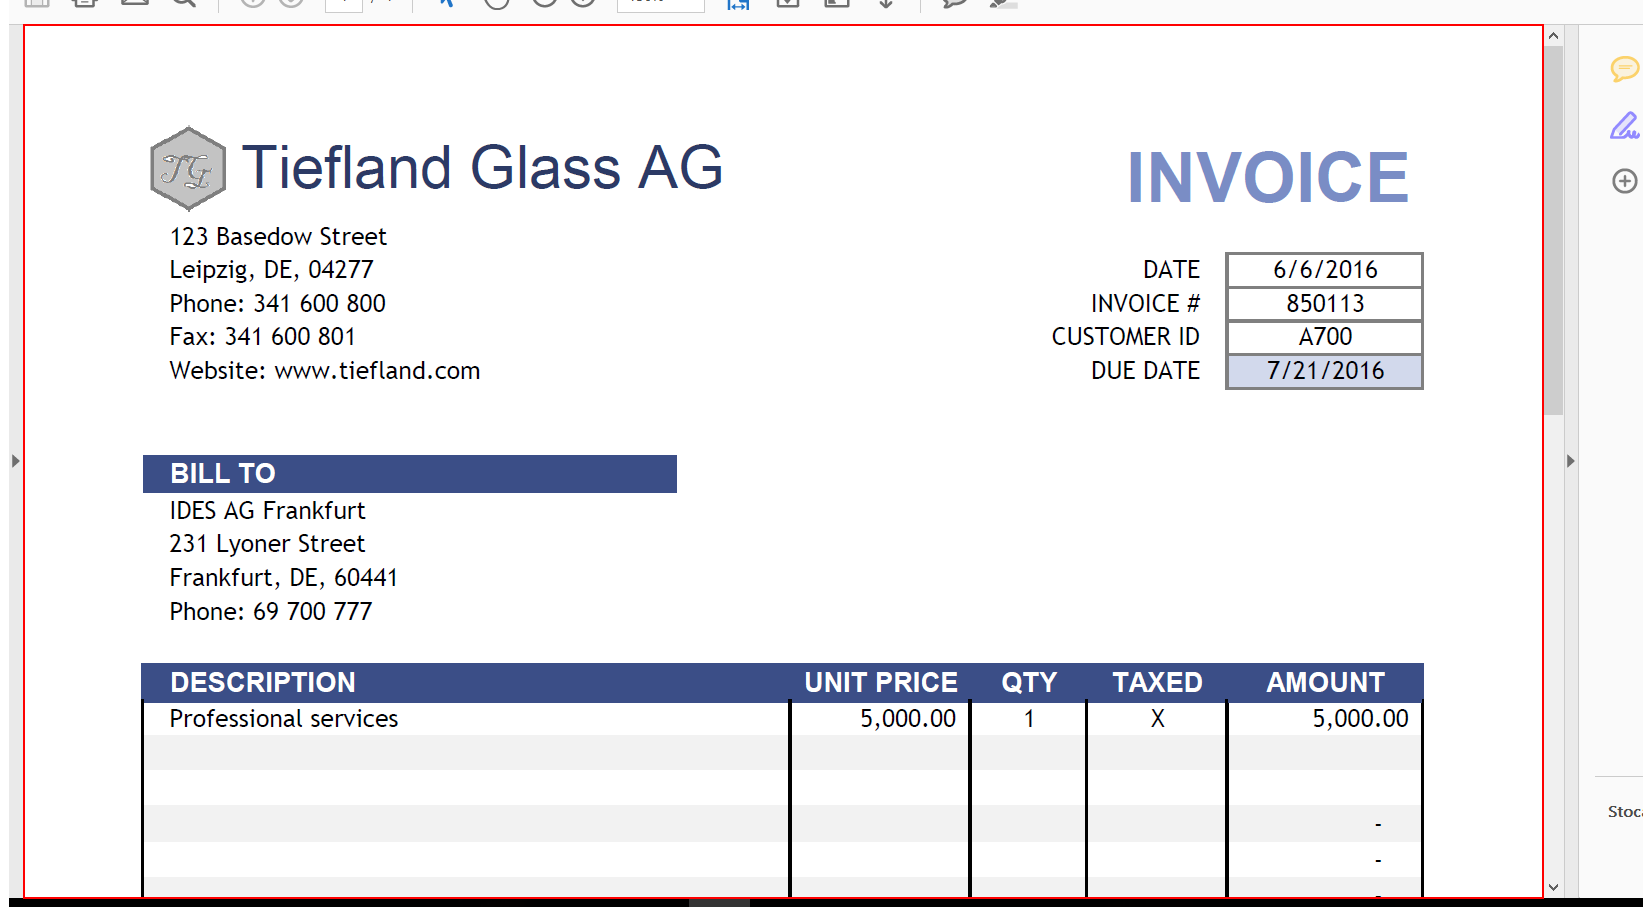 TG
Tiefland Glass AG
INVOICE
123 Basedow Street
Leipzig, DE, 04277
Phone: 341 600 800
Fax: 341 600 801
Website: www.tiefland.com
DATE 6/6/2016
INVOICE # 850113
CUSTOMER ID A700
DUE DATE 7/21/2016
BILL TO
IDES AG Frankfurt
231 Lyoner Street
Frankfurt, DE, 60441
Phone: 69 700 777
DESCRIPTION UNIT PRICE QTY TAXED AMOUNT
Professional services 5,000.00 1 X 5,000.00
-
-
-